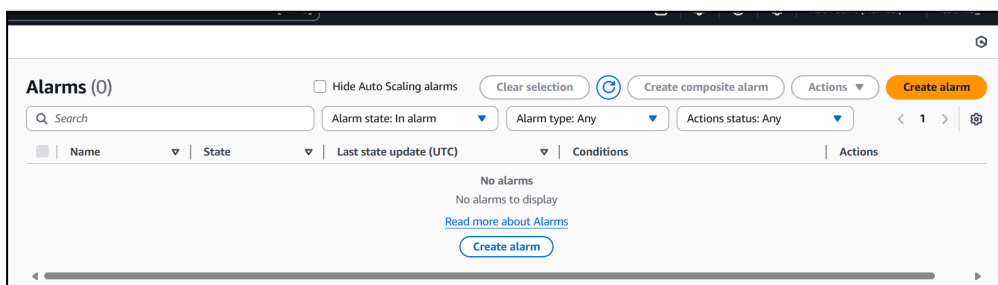 Alarms (0)
Hide Auto Scaling alarms
Clear selection
Create composite alarm
Actions
Create alarm
Search
Alarm state: In alarm
Alarm type: Any
Actions status: Any
1
Name
State
Last state update (UTC)
Conditions
Actions
No alarms
No alarms to display
Read more about Alarms
Create alarm